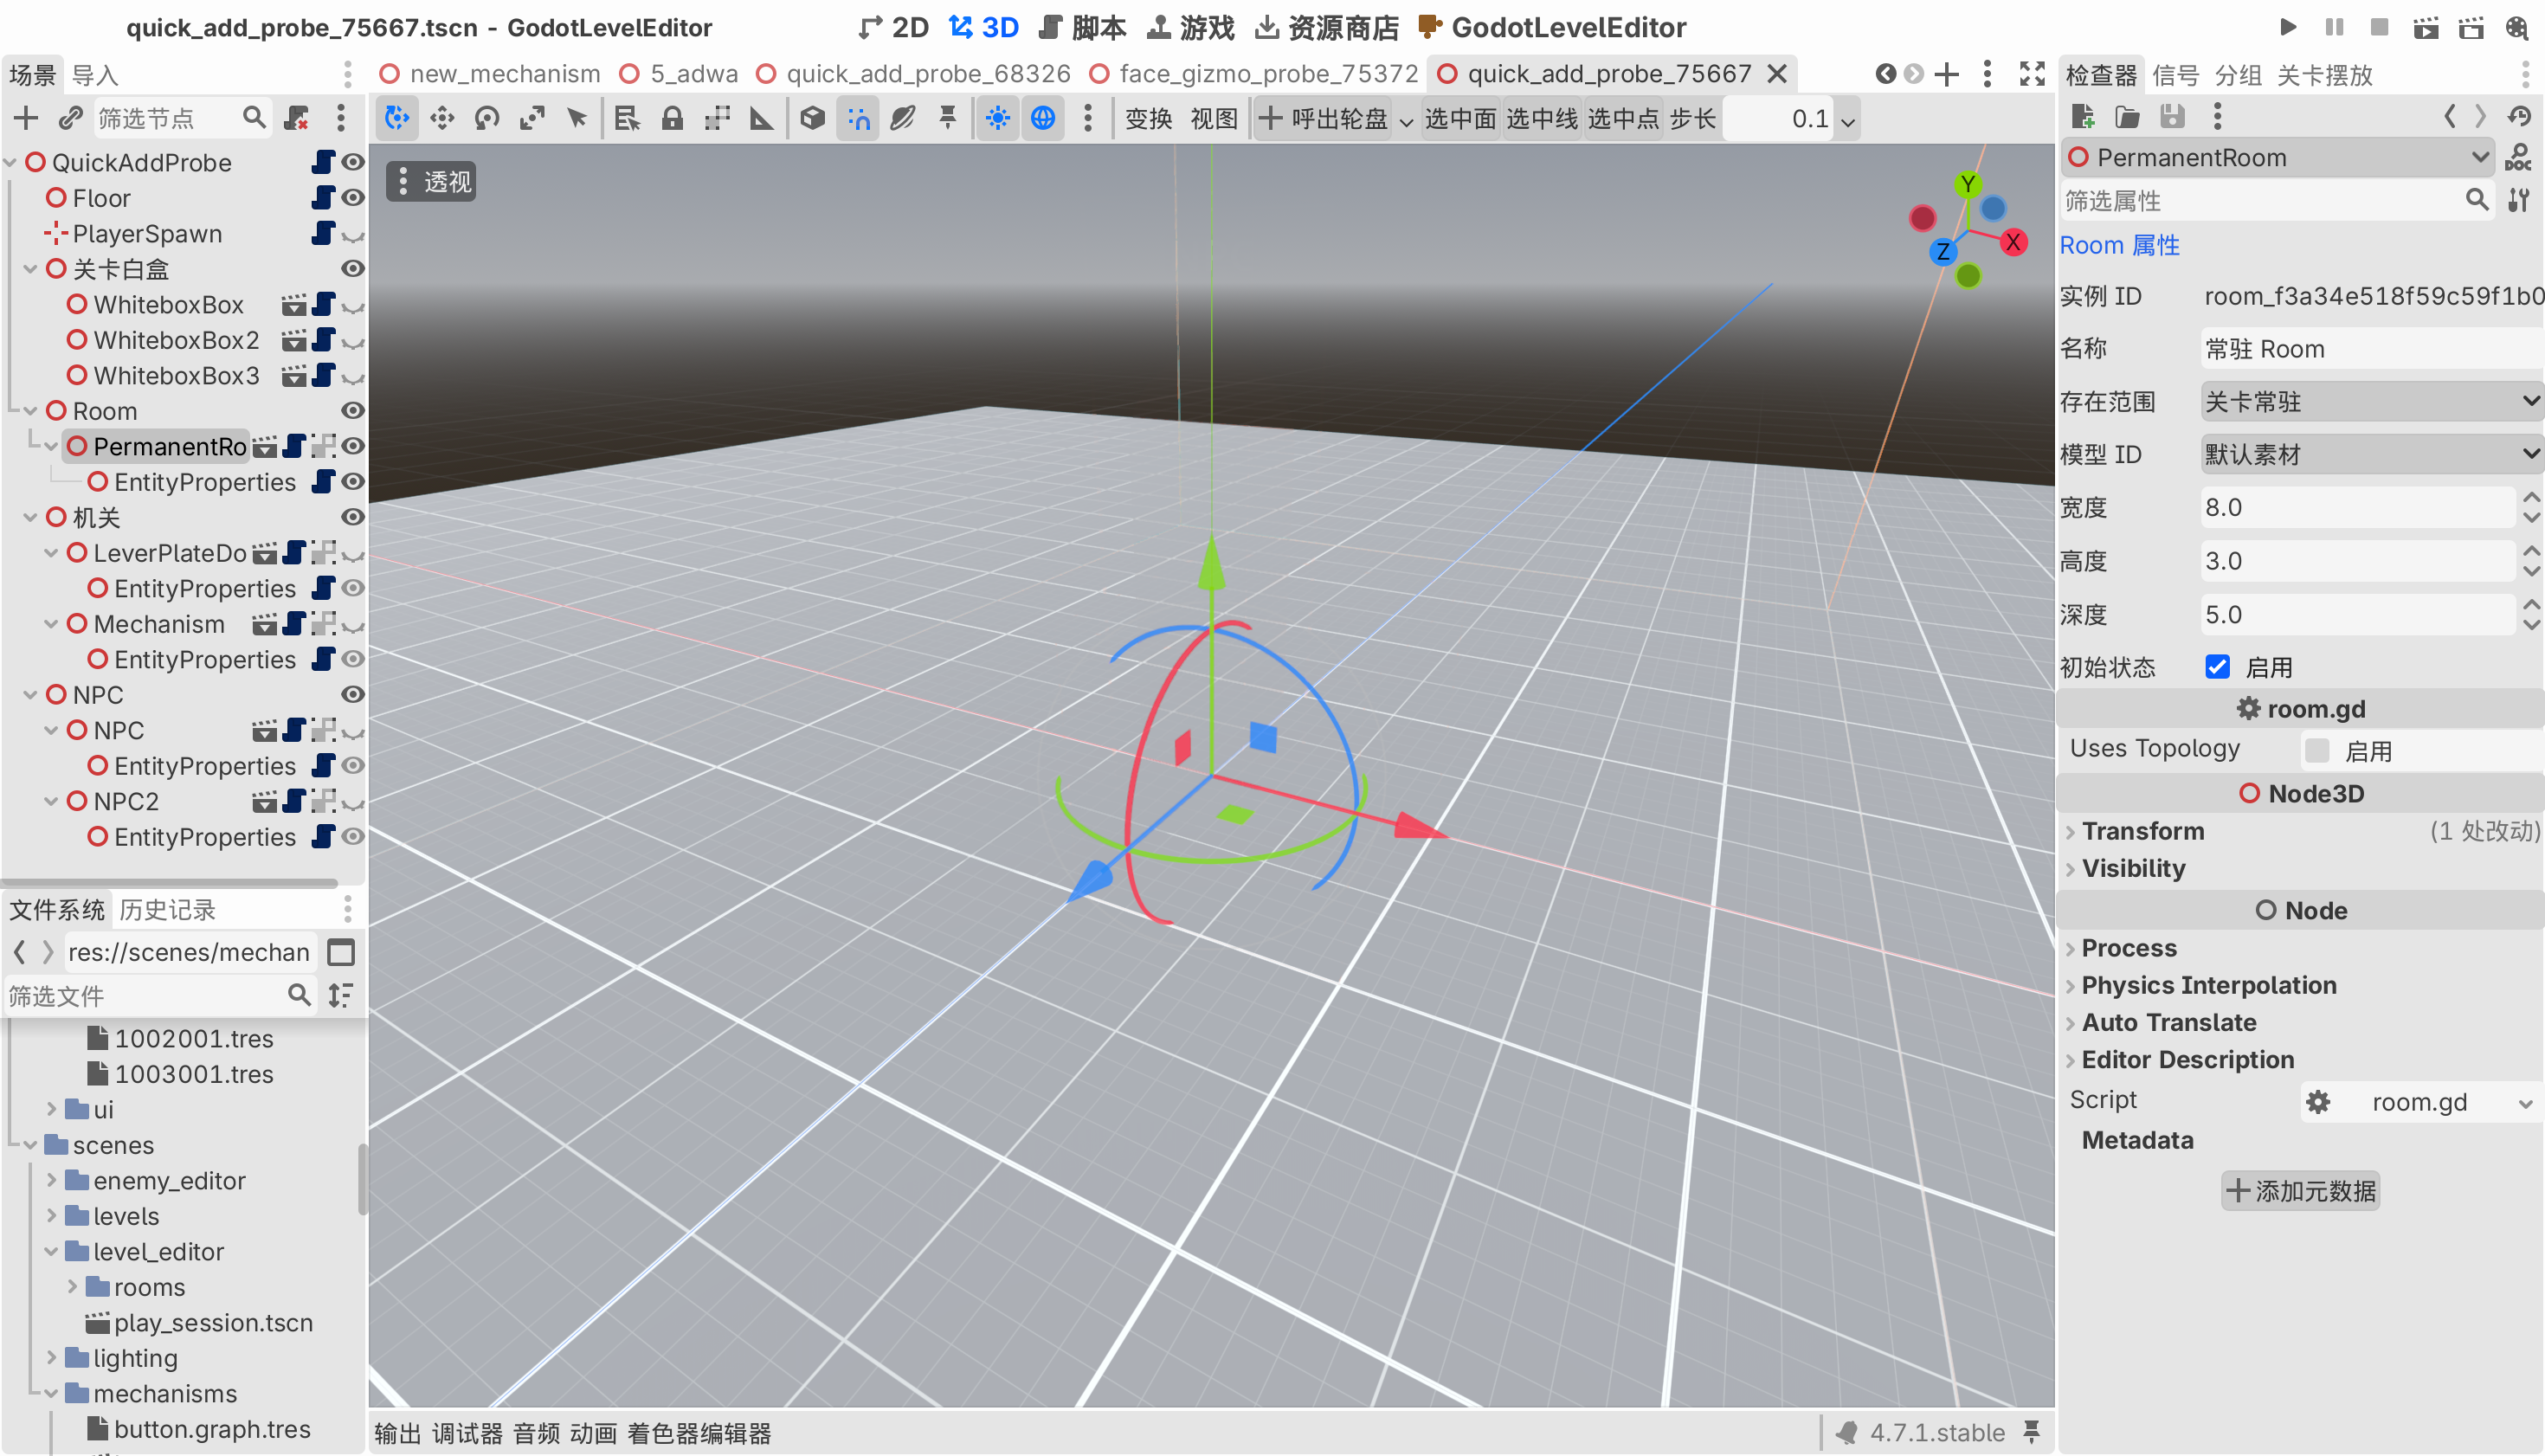 quick_add_probe_75667.tscn - GodotLevelEditor
2D 3D 脚本 游戏 资源商店 GodotLevelEditor
场景 导入
筛选节点
QuickAddProbe
Floor
PlayerSpawn
关卡白盒
WhiteboxBox
WhiteboxBox2
WhiteboxBox3
Room
PermanentRo
EntityProperties
机关
LeverPlateDo
EntityProperties
Mechanism
EntityProperties
NPC
NPC
EntityProperties
NPC2
EntityProperties
文件系统 历史记录
res://scenes/mechan
筛选文件
1002001.tres
1003001.tres
ui
scenes
enemy_editor
levels
level_editor
rooms
play_session.tscn
lighting
mechanisms
button.graph.tres
new_mechanism 5_adwa quick_add_probe_68326 face_gizmo_probe_75372 quick_add_probe_75667
变换 视图 呼出轮盘 选中面 选中线 选中点 步长 0.1
透视
Y
X
Z
输出 调试器 音频 动画 着色器编辑器
4.7.1.stable
检查器 信号 分组 关卡摆放
PermanentRoom
DOC
筛选属性
Room 属性
实例 ID room_f3a34e518f59c59f1b0
名称 常驻 Room
存在范围 关卡常驻
模型 ID 默认素材
宽度 8.0
高度 3.0
深度 5.0
初始状态 启用
room.gd
Uses Topology 启用
Node3D
Transform (1 处改动)
Visibility
Node
Process
Physics Interpolation
Auto Translate
Editor Description
Script room.gd
Metadata
添加元数据